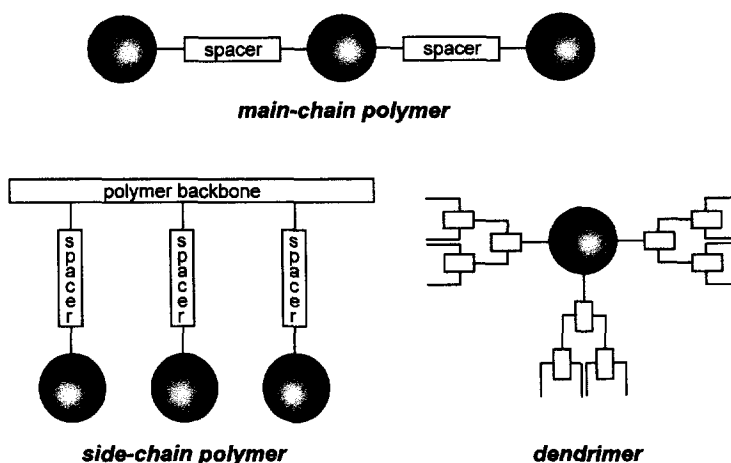 spacer
spacer
main-chain polymer
polymer backbone
spacer
spacer
spacer
side-chain polymer
dendrimer